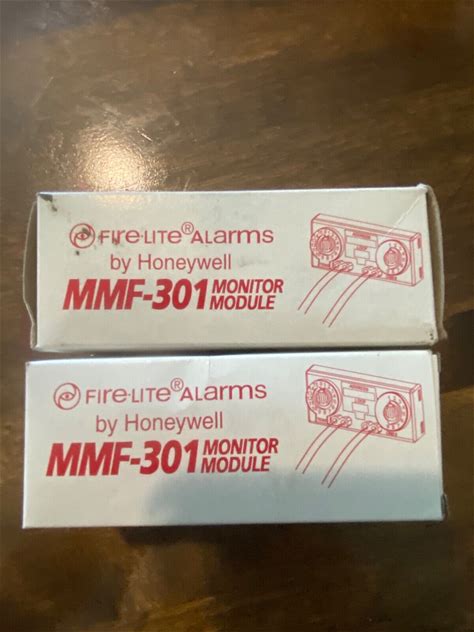 FIRE-LITE® ALARMS
by Honeywell
MMF-301 MONITOR MODULE
FIRE-LITE® ALARMS
by Honeywell
MMF-301 MONITOR MODULE